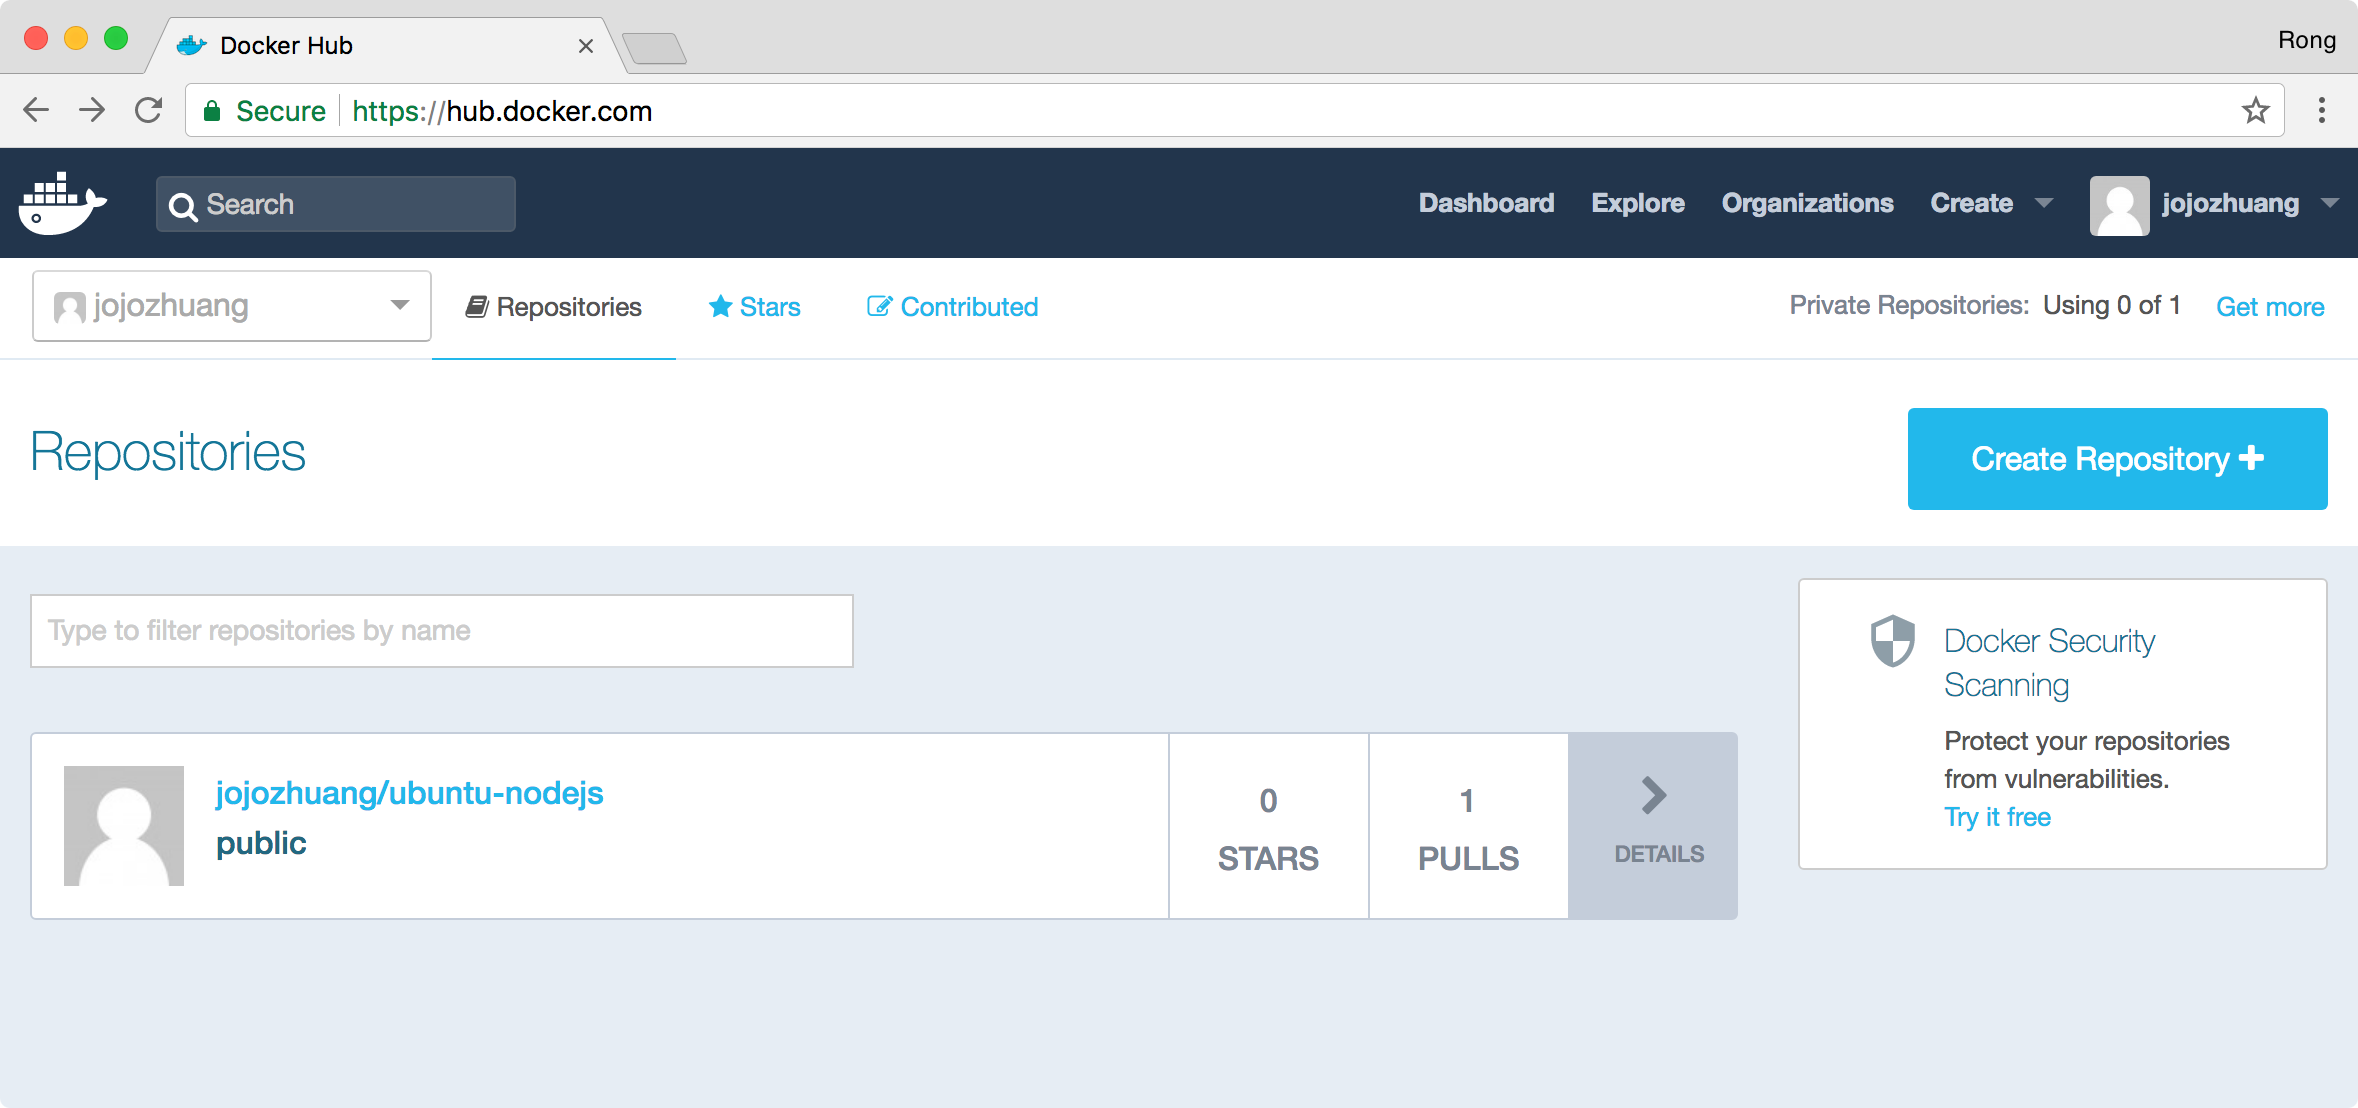 Docker Hub
Rong
Secure https://hub.docker.com
Search
Dashboard Explore Organizations Create jojozhuang
jojozhuang Repositories Stars Contributed Private Repositories: Using 0 of 1 Get more
Repositories
Create Repository
Type to filter repositories by name
jojozhuang/ubuntu-nodejs
public
0
STARS
1
PULLS
DETAILS
Docker Security
Scanning
Protect your repositories
from vulnerabilities.
Try it free